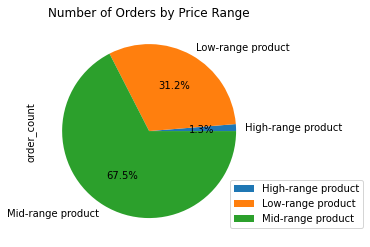 Number of Orders by Price Range
Low-range product
31.2%
order_count
1.3%
High-range product
67.5%
Mid-range product
High-range product
Low-range product
Mid-range product